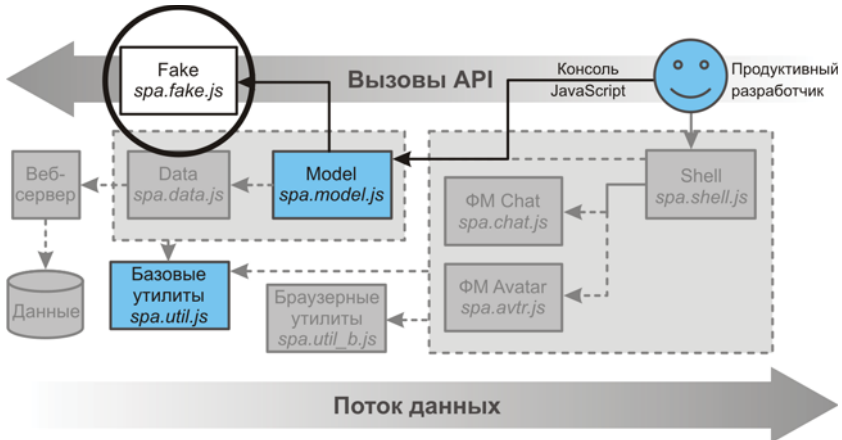 Fake
spa.fake.js
Вызовы API
Консоль
JavaScript
Продуктивный
разработчик
Веб-
сервер
Data
spa.data.js
Model
spa.model.js
Shell
spa.shell.js
ФМ Chat
spa.chat.js
Данные
Базовые
утилиты
spa.util.js
Браузерные
утилиты
spa.util_b.js
ФМ Avatar
spa.avtr.js
Поток данных